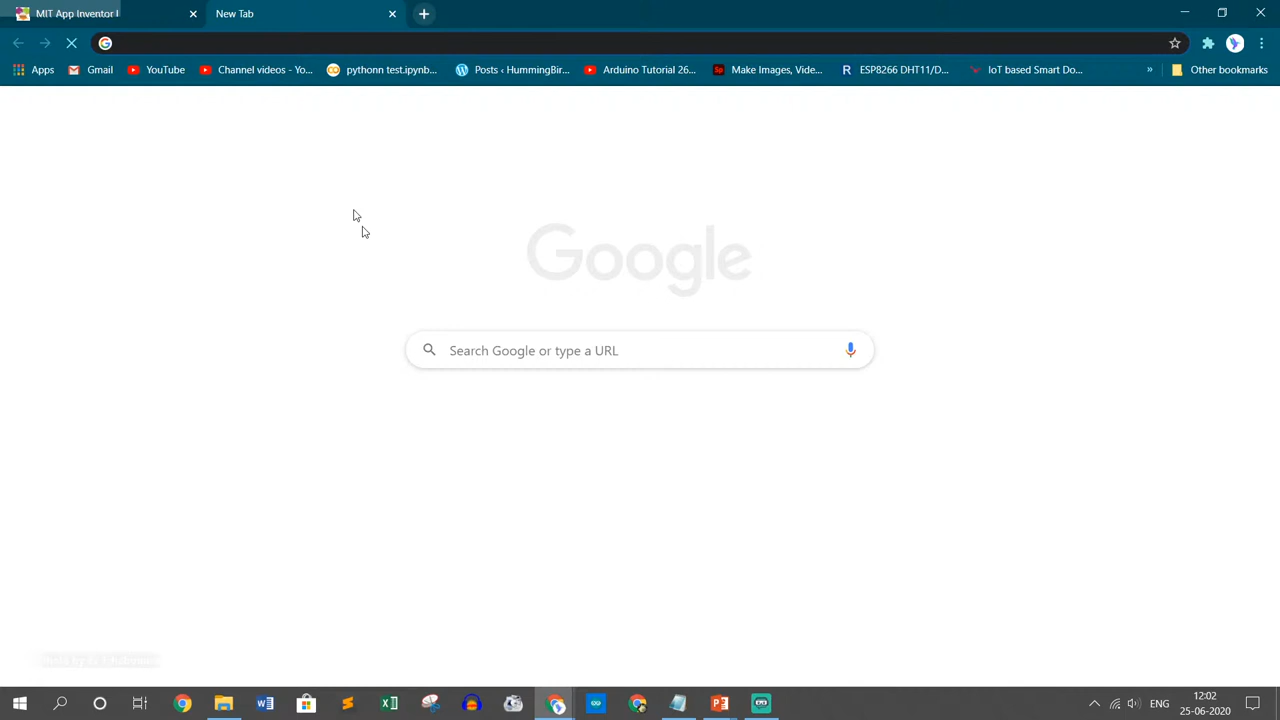 MIT App Inventor I
New Tab
Apps
Gmail
YouTube
Channel videos - Yo...
pythonn test.ipynb...
Posts ‹ HummingBir...
Arduino Tutorial 26...
Make Images, Vide...
ESP8266 DHT11/D...
IoT based Smart Do...
»
Other bookmarks
Google
Search Google or type a URL
ENG
12:02
25-06-2020